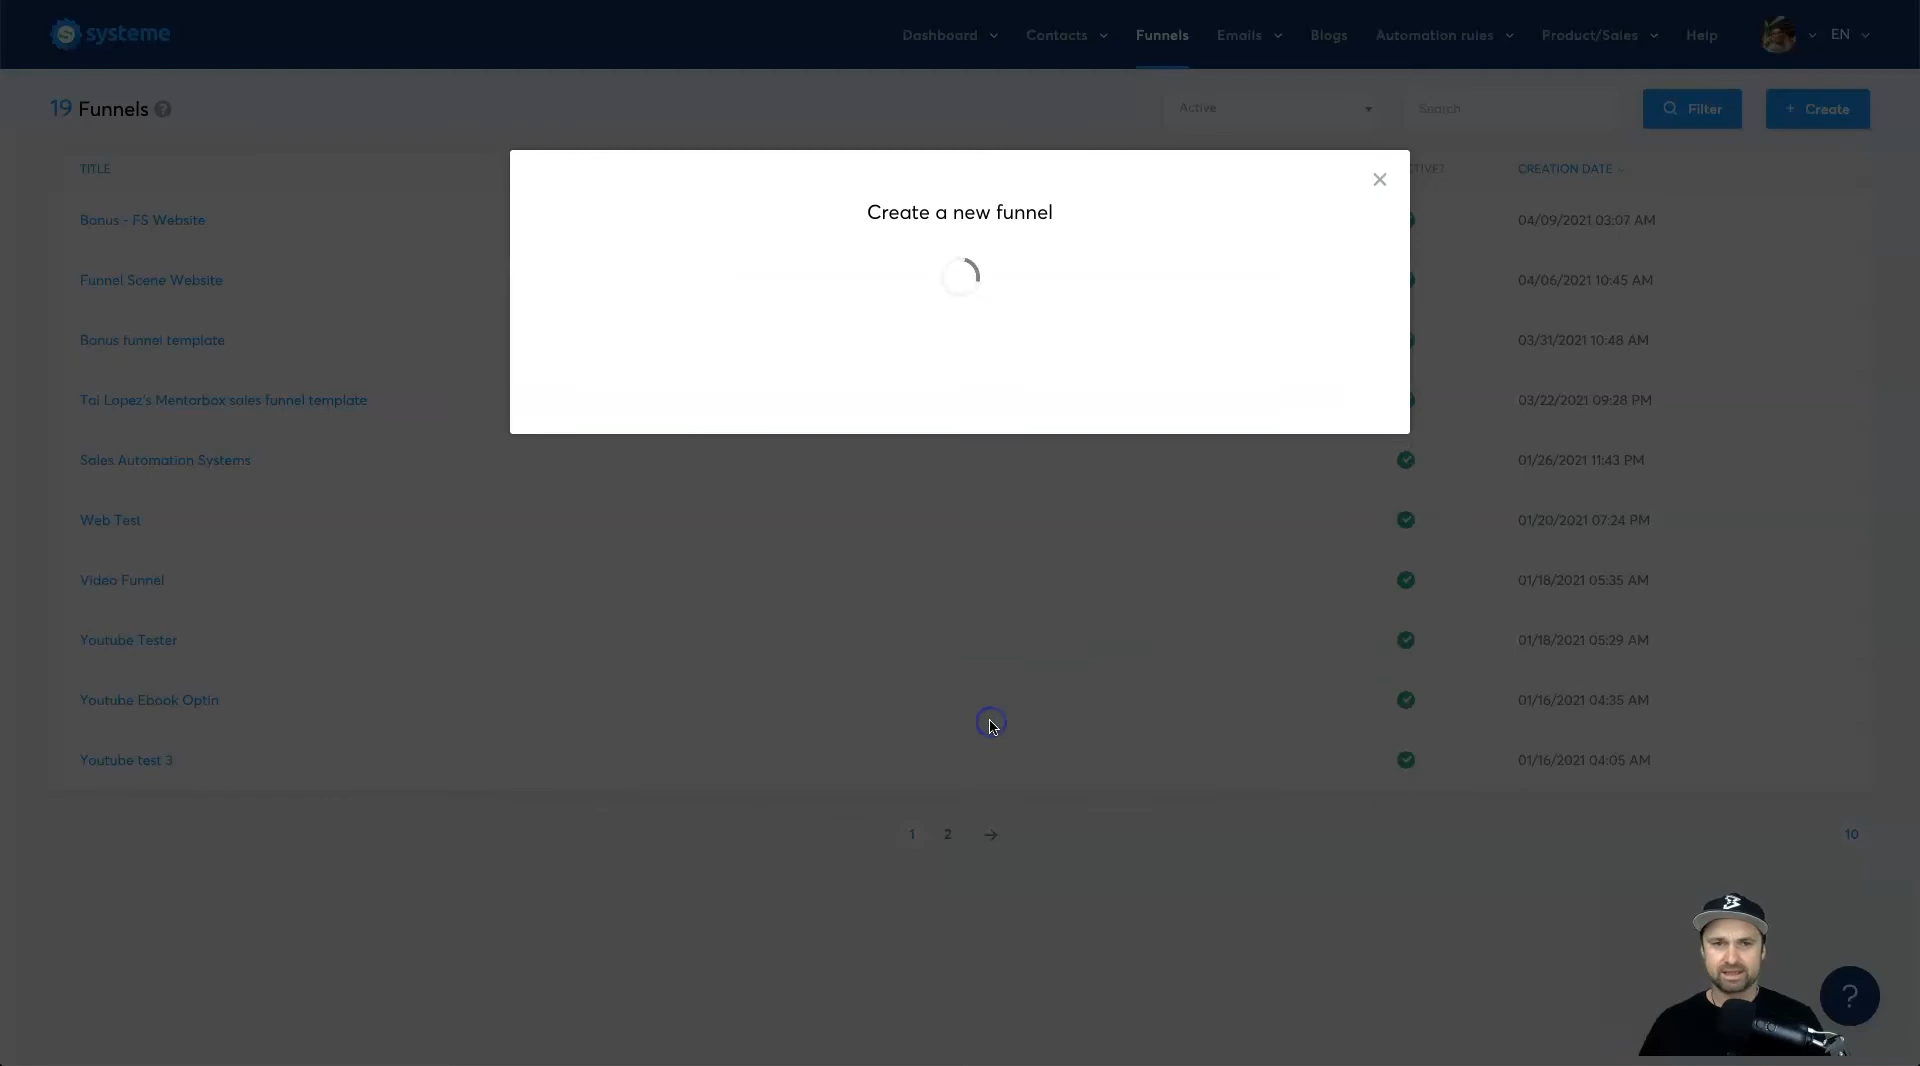 systeme
Dashboard Contacts Funnels Emails Blogs Automation rules Product/Sales Help EN
19 Funnels ?
Active Search Filter + Create
TITLE TIVE? CREATION DATE
Create a new funnel
Bonus - FS Website 04/09/2021 03:07 AM
Funnel Scene Website 04/06/2021 10:45 AM
Bonus funnel template 03/31/2021 10:48 AM
Tai Lopez's Mentorbox sales funnel template 03/22/2021 09:28 PM
Sales Automation Systems 01/26/2021 11:43 PM
Web Test 01/20/2021 07:24 PM
Video Funnel 01/18/2021 05:35 AM
Youtube Tester 01/18/2021 05:29 AM
Youtube Ebook Optin 01/16/2021 04:35 AM
Youtube test 3 01/16/2021 04:05 AM
1 2 → 10
?